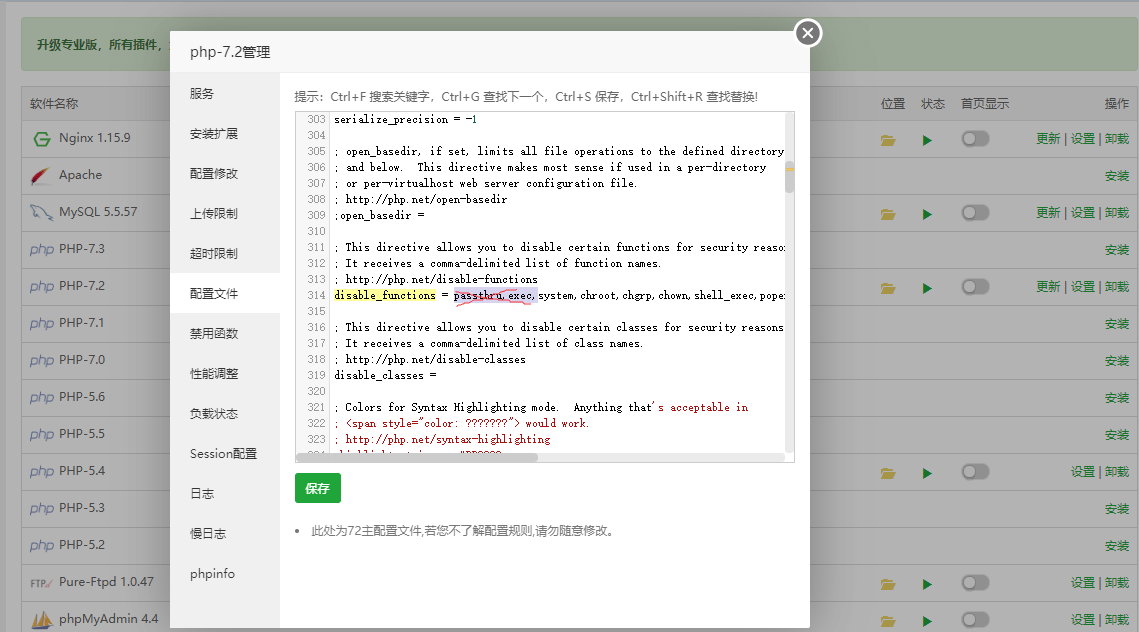 升级专业版，所有插件，
php-7.2管理
软件名称
位置 状态 首页显示 操作
Nginx 1.15.9 更新 | 设置 | 卸载
Apache 安装
MySQL 5.5.57 更新 | 设置 | 卸载
php PHP-7.3 安装
php PHP-7.2 更新 | 设置 | 卸载
php PHP-7.1 安装
php PHP-7.0 安装
php PHP-5.6 安装
php PHP-5.5 安装
php PHP-5.4 设置 | 卸载
php PHP-5.3 安装
php PHP-5.2 安装
FTP Pure-Ftpd 1.0.47 设置 | 卸载
phpMyAdmin 4.4 设置 | 卸载
服务
安装扩展
配置修改
上传限制
超时限制
配置文件
禁用函数
性能调整
负载状态
Session配置
日志
慢日志
phpinfo
提示：Ctrl+F 搜索关键字，Ctrl+G 查找下一个，Ctrl+S 保存，Ctrl+Shift+R 查找替换!
303 serialize_precision = -1
304
305 ; open_basedir, if set, limits all file operations to the defined directory
306 ; and below.  This directive makes most sense if used in a per-directory
307 ; or per-virtualhost web server configuration file.
308 ; http://php.net/open-basedir
309 ;open_basedir =
310
311 ; This directive allows you to disable certain functions for security reaso
312 ; It receives a comma-delimited list of function names.
313 ; http://php.net/disable-functions
314 disable_functions = passthru,exec,system,chroot,chgrp,chown,shell_exec,pope
315
316 ; This directive allows you to disable certain classes for security reasons
317 ; It receives a comma-delimited list of class names.
318 ; http://php.net/disable-classes
319 disable_classes =
320
321 ; Colors for Syntax Highlighting mode.  Anything that's acceptable in
322 ; <span style="color: ???????"> would work.
323 ; http://php.net/syntax-highlighting
保存
此处为72主配置文件,若您不了解配置规则,请勿随意修改。